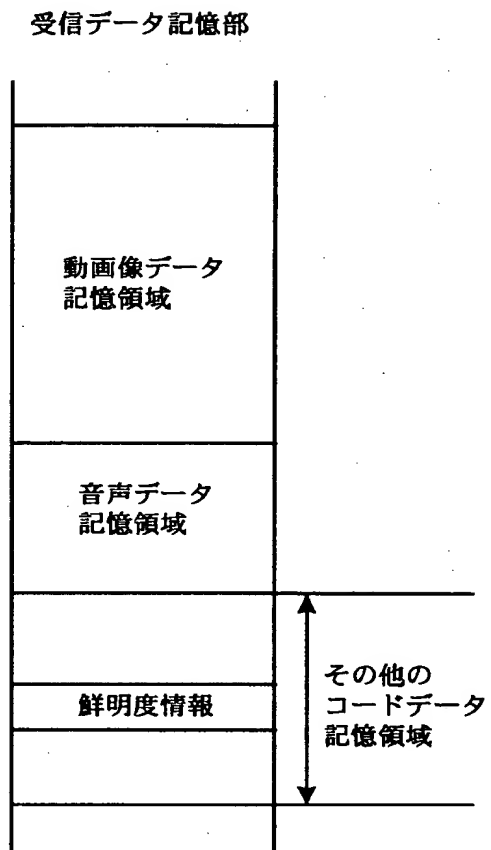 受信データ記憶部
動画像データ
記憶領域
音声データ
記憶領域
鮮明度情報
その他の
コードデータ
記憶領域